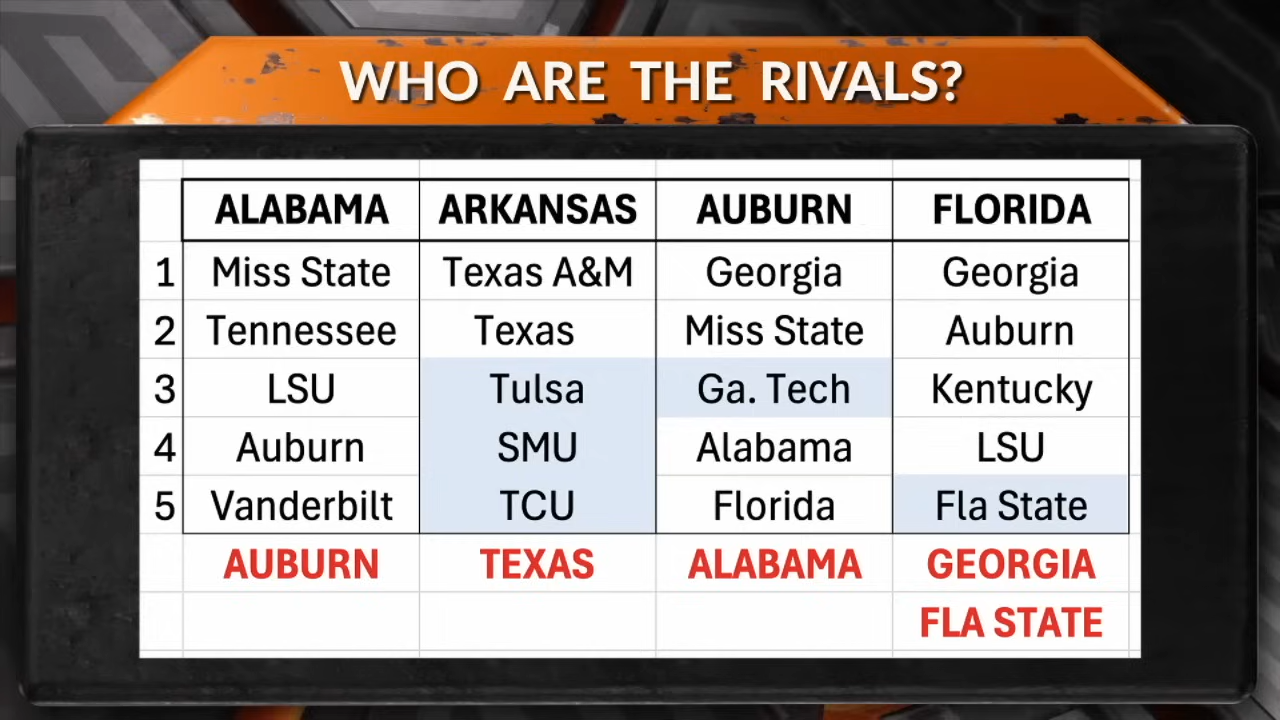 WHO ARE THE RIVALS?
ALABAMA ARKANSAS AUBURN FLORIDA
1 Miss State Texas A&M Georgia Georgia
2 Tennessee Texas Miss State Auburn
3 LSU Tulsa Ga. Tech Kentucky
4 Auburn SMU Alabama LSU
5 Vanderbilt TCU Florida Fla State
AUBURN TEXAS ALABAMA GEORGIA
FLA STATE